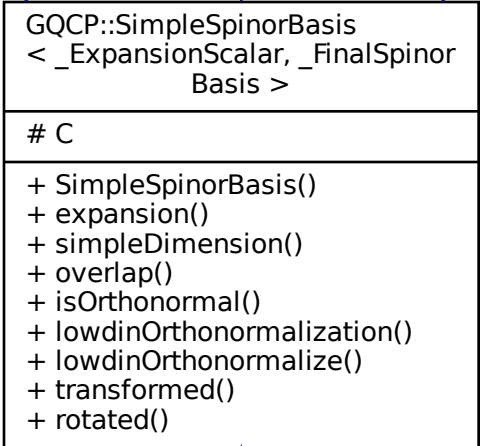 GQCP::SimpleSpinorBasis
< _ExpansionScalar, _FinalSpinor
Basis >
# C
+ SimpleSpinorBasis()
+ expansion()
+ simpleDimension()
+ overlap()
+ isOrthonormal()
+ lowdinOrthonormalization()
+ lowdinOrthonormalize()
+ transformed()
+ rotated()